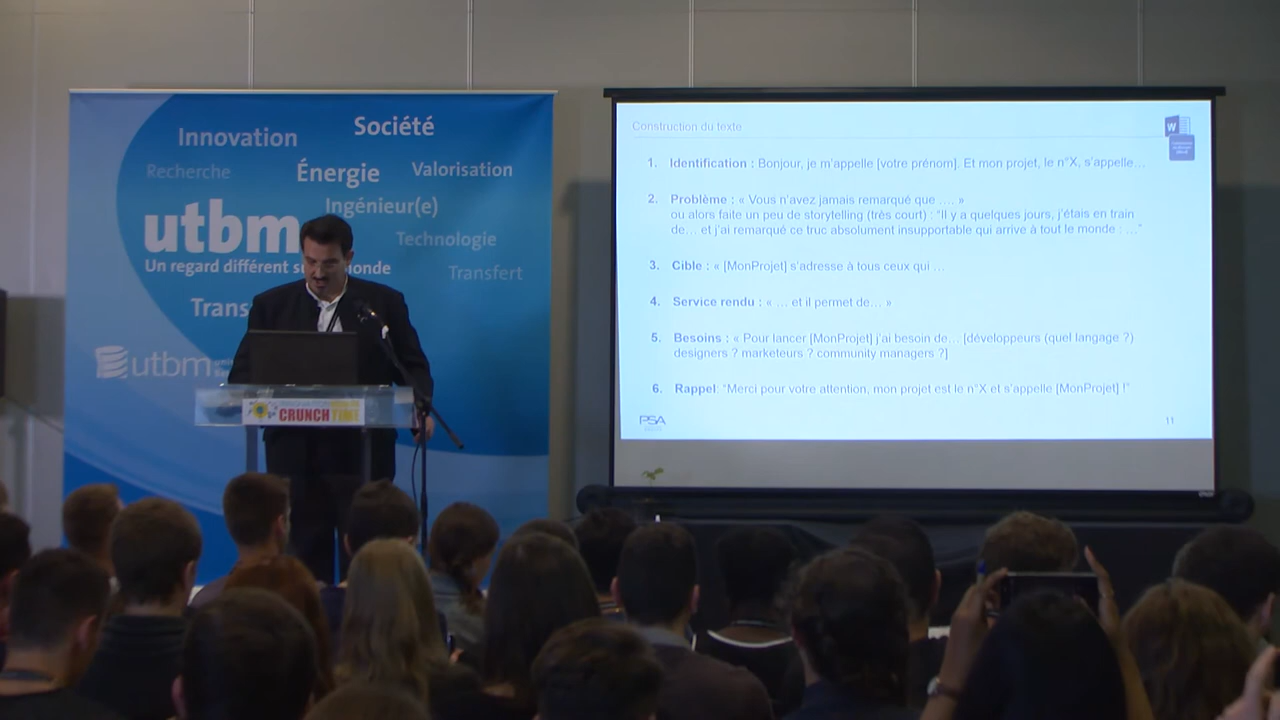 Innovation
Société
Recherche
Énergie
Valorisation
Ingénieur(e)
utbm
Technologie
Un regard différent s
onde
Transfert
Trans
utbm
CRUNCH TIME
Construction du texte
W
1. Identification : Bonjour, je m'appelle [votre prénom]. Et mon projet, le n°X, s'appelle…
2. Problème : « Vous n'avez jamais remarqué que …. »
ou alors faite un peu de storytelling (très court) : “Il y a quelques jours, j'étais en train
de… et j'ai remarqué ce truc absolument insupportable qui arrive à tout le monde : …”
3. Cible : « [MonProjet] s'adresse à tous ceux qui …
4. Service rendu : « … et il permet de… »
5. Besoins : « Pour lancer [MonProjet] j'ai besoin de… [développeurs (quel langage ?)
designers ? marketeurs ? community managers ?]
6. Rappel: “Merci pour votre attention, mon projet est le n°X et s'appelle [MonProjet] !”
PSA
11